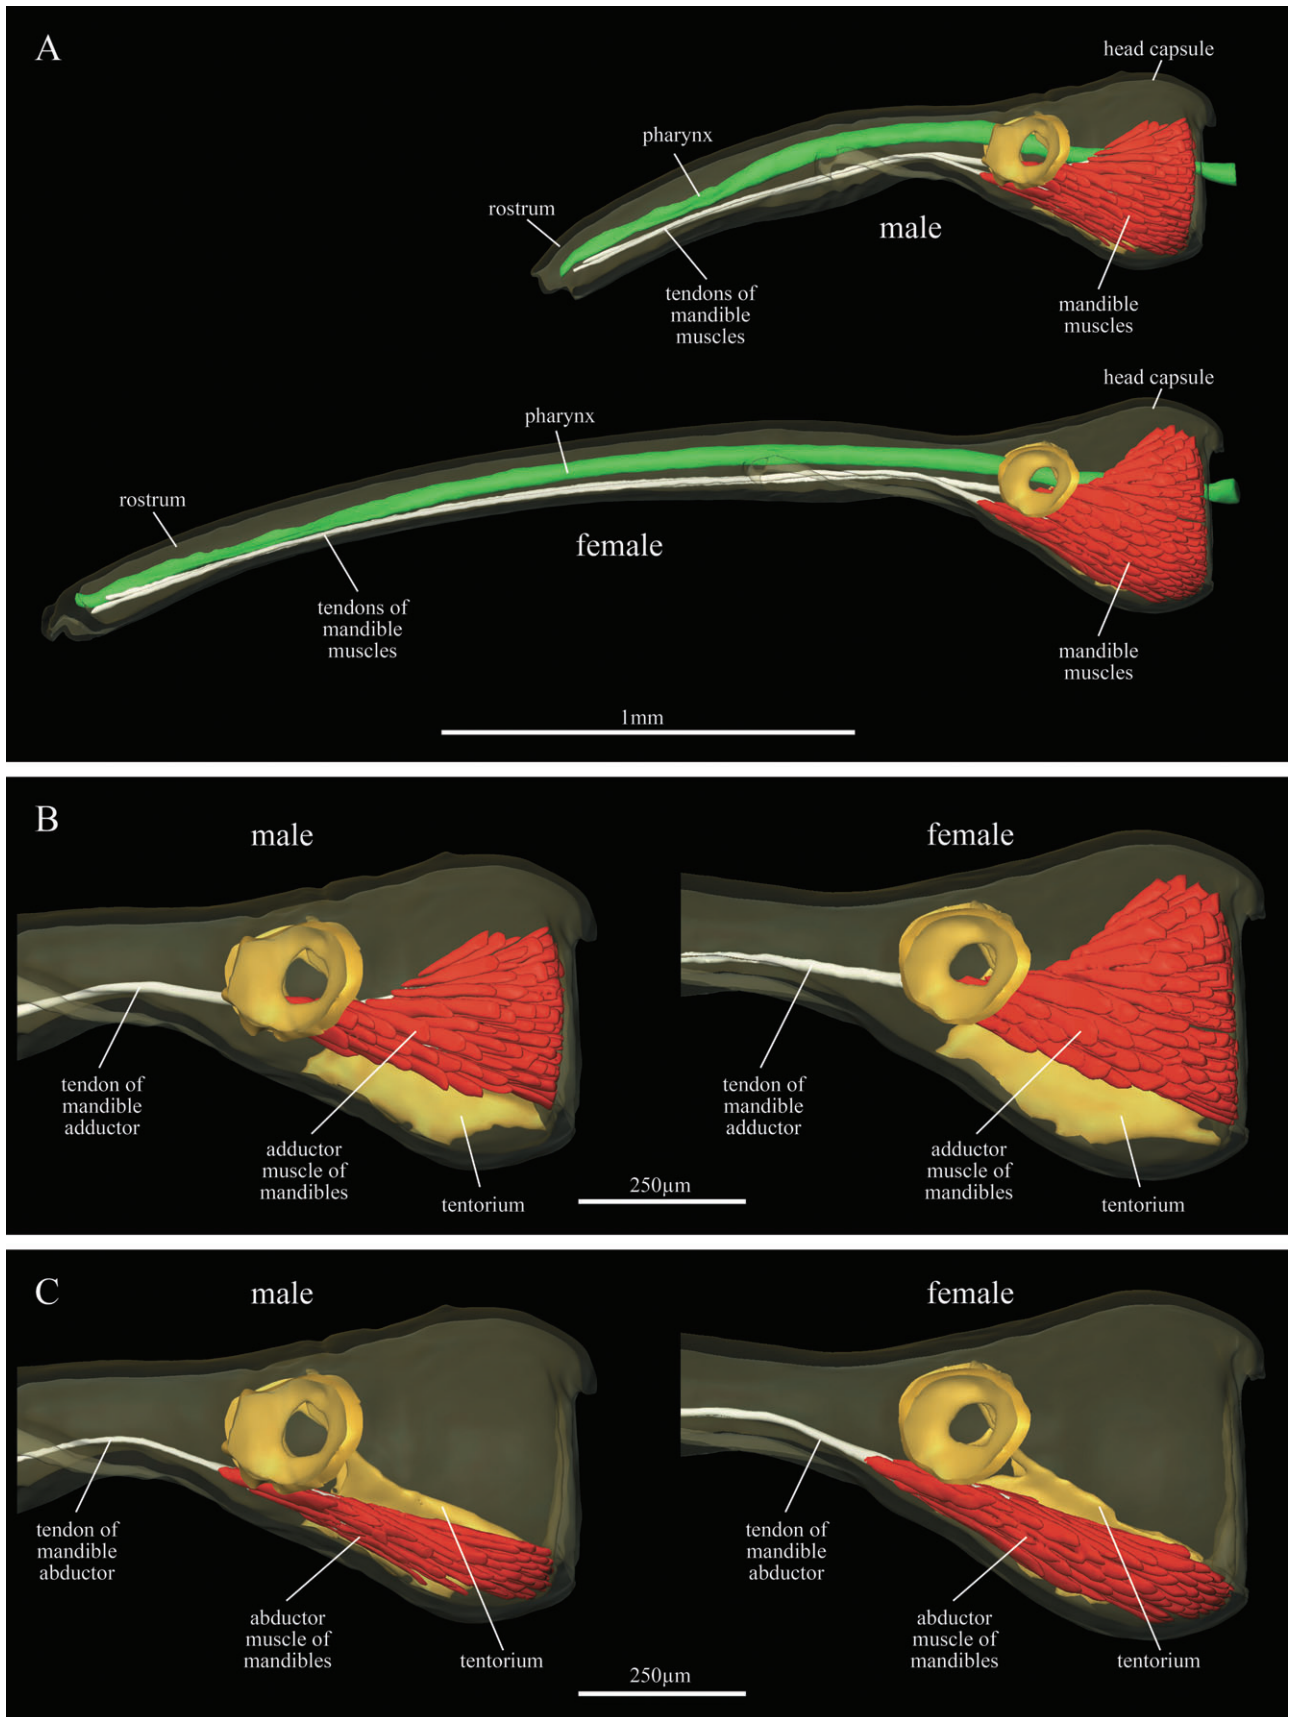 A
head capsule
pharynx
rostrum
male
tendons of
mandible
muscles
mandible
muscles
head capsule
pharynx
rostrum
female
tendons of
mandible
muscles
mandible
muscles
1mm
B
male
female
tendon of
mandible
adductor
adductor
muscle of
mandibles
tentorium
250µm
tendon of
mandible
adductor
adductor
muscle of
mandibles
tentorium
C
male
female
tendon of
mandible
abductor
abductor
muscle of
mandibles
tentorium
250µm
tendon of
mandible
abductor
abductor
muscle of
mandibles
tentorium